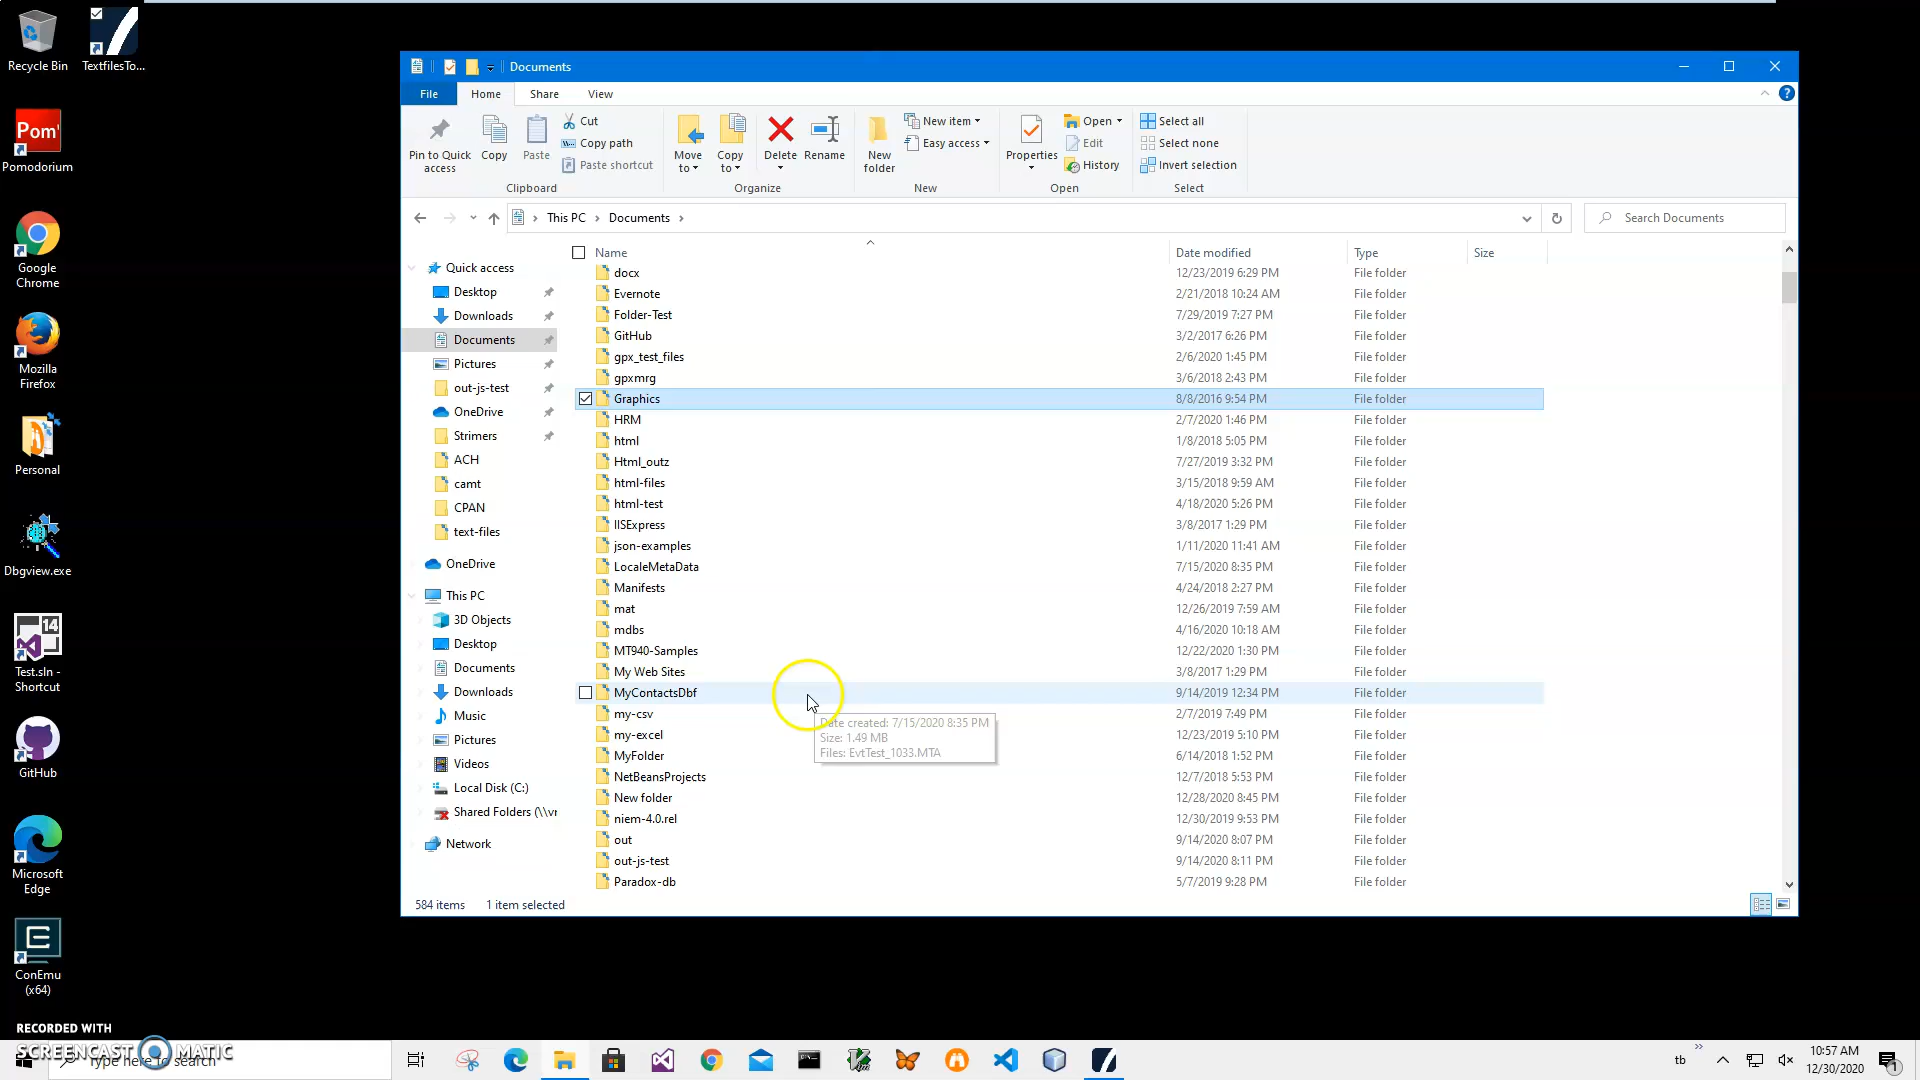 Recycle Bin
TextfilesTo...
Pom'
Pomodorium
Google
Chrome
Mozilla
Firefox
Personal
Dbgview.exe
14
Test.sln -
Shortcut
GitHub
Microsoft
Edge
ConEmu
(x64)
Documents
File Home Share View
Pin to Quick
access
Copy
Paste
Cut
Copy path
Paste shortcut
Clipboard
Move
to
Copy
to
Delete
Rename
Organize
New
folder
New item
Easy access
New
Properties
Open
Edit
History
Open
Select all
Select none
Invert selection
Select
This PC > Documents >
Search Documents
Quick access
Desktop
Downloads
Documents
Pictures
out-js-test
OneDrive
Strimers
ACH
camt
CPAN
text-files
OneDrive
This PC
3D Objects
Desktop
Documents
Downloads
Music
Pictures
Videos
Local Disk (C:)
Shared Folders (\\vr
Network
Name Date modified Type Size
docx 12/23/2019 6:29 PM File folder
Evernote 2/21/2018 10:24 AM File folder
Folder-Test 7/29/2019 7:27 PM File folder
GitHub 3/2/2017 6:26 PM File folder
gpx_test_files 2/6/2020 1:45 PM File folder
gpxmrg 3/6/2018 2:43 PM File folder
Graphics 8/8/2016 9:54 PM File folder
HRM 2/7/2020 1:46 PM File folder
html 1/8/2018 5:05 PM File folder
Html_outz 7/27/2019 3:32 PM File folder
html-files 3/15/2018 9:59 AM File folder
html-test 4/18/2020 5:26 PM File folder
IISExpress 3/8/2017 1:29 PM File folder
json-examples 1/11/2020 11:41 AM File folder
LocaleMetaData 7/15/2020 8:35 PM File folder
Manifests 4/24/2018 2:27 PM File folder
mat 12/26/2019 7:59 AM File folder
mdbs 4/16/2020 10:18 AM File folder
MT940-Samples 12/22/2020 1:30 PM File folder
My Web Sites 3/8/2017 1:29 PM File folder
MyContactsDbf 9/14/2019 12:34 PM File folder
my-csv 2/7/2019 7:49 PM File folder
my-excel 12/23/2019 5:10 PM File folder
MyFolder 6/14/2018 1:52 PM File folder
NetBeansProjects 12/7/2018 5:53 PM File folder
New folder 12/28/2020 8:45 PM File folder
niem-4.0.rel 12/30/2019 9:53 PM File folder
out 9/14/2020 8:07 PM File folder
out-js-test 9/14/2020 8:11 PM File folder
Paradox-db 5/7/2019 9:28 PM File folder
Date created: 7/15/2020 8:35 PM
Size: 1.49 MB
Files: EvtTest_1033.MTA
584 items 1 item selected
RECORDED WITH
SCREENCAST MATIC
Type here to search
tb
10:57 AM
12/30/2020
1